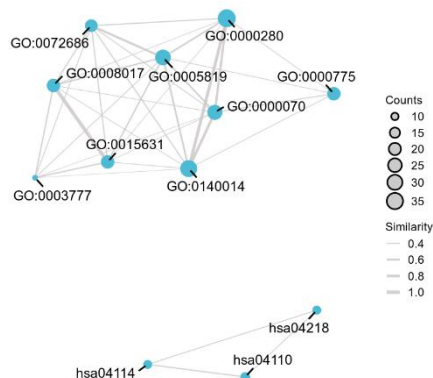 GO:0072686
GO:0000280
GO:0008017
GO:0005819
GO:0000775
GO:0000070
GO:0015631
GO:0003777
GO:0140014
Counts
10
15
20
25
30
35
Similarity
0.4
0.6
0.8
1.0
hsa04218
hsa04110
hsa04114